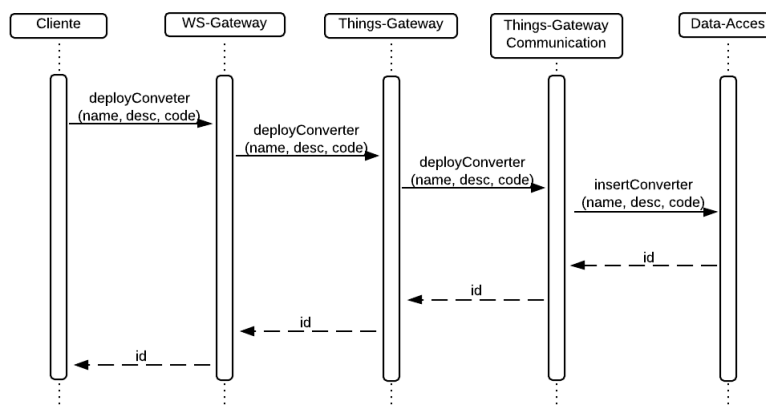 Cliente
WS-Gateway
Things-Gateway
Things-Gateway
Communication
Data-Acces
deployConveter
(name, desc, code)
deployConverter
(name, desc, code)
deployConverter
(name, desc, code)
insertConverter
(name, desc, code)
id
id
id
id